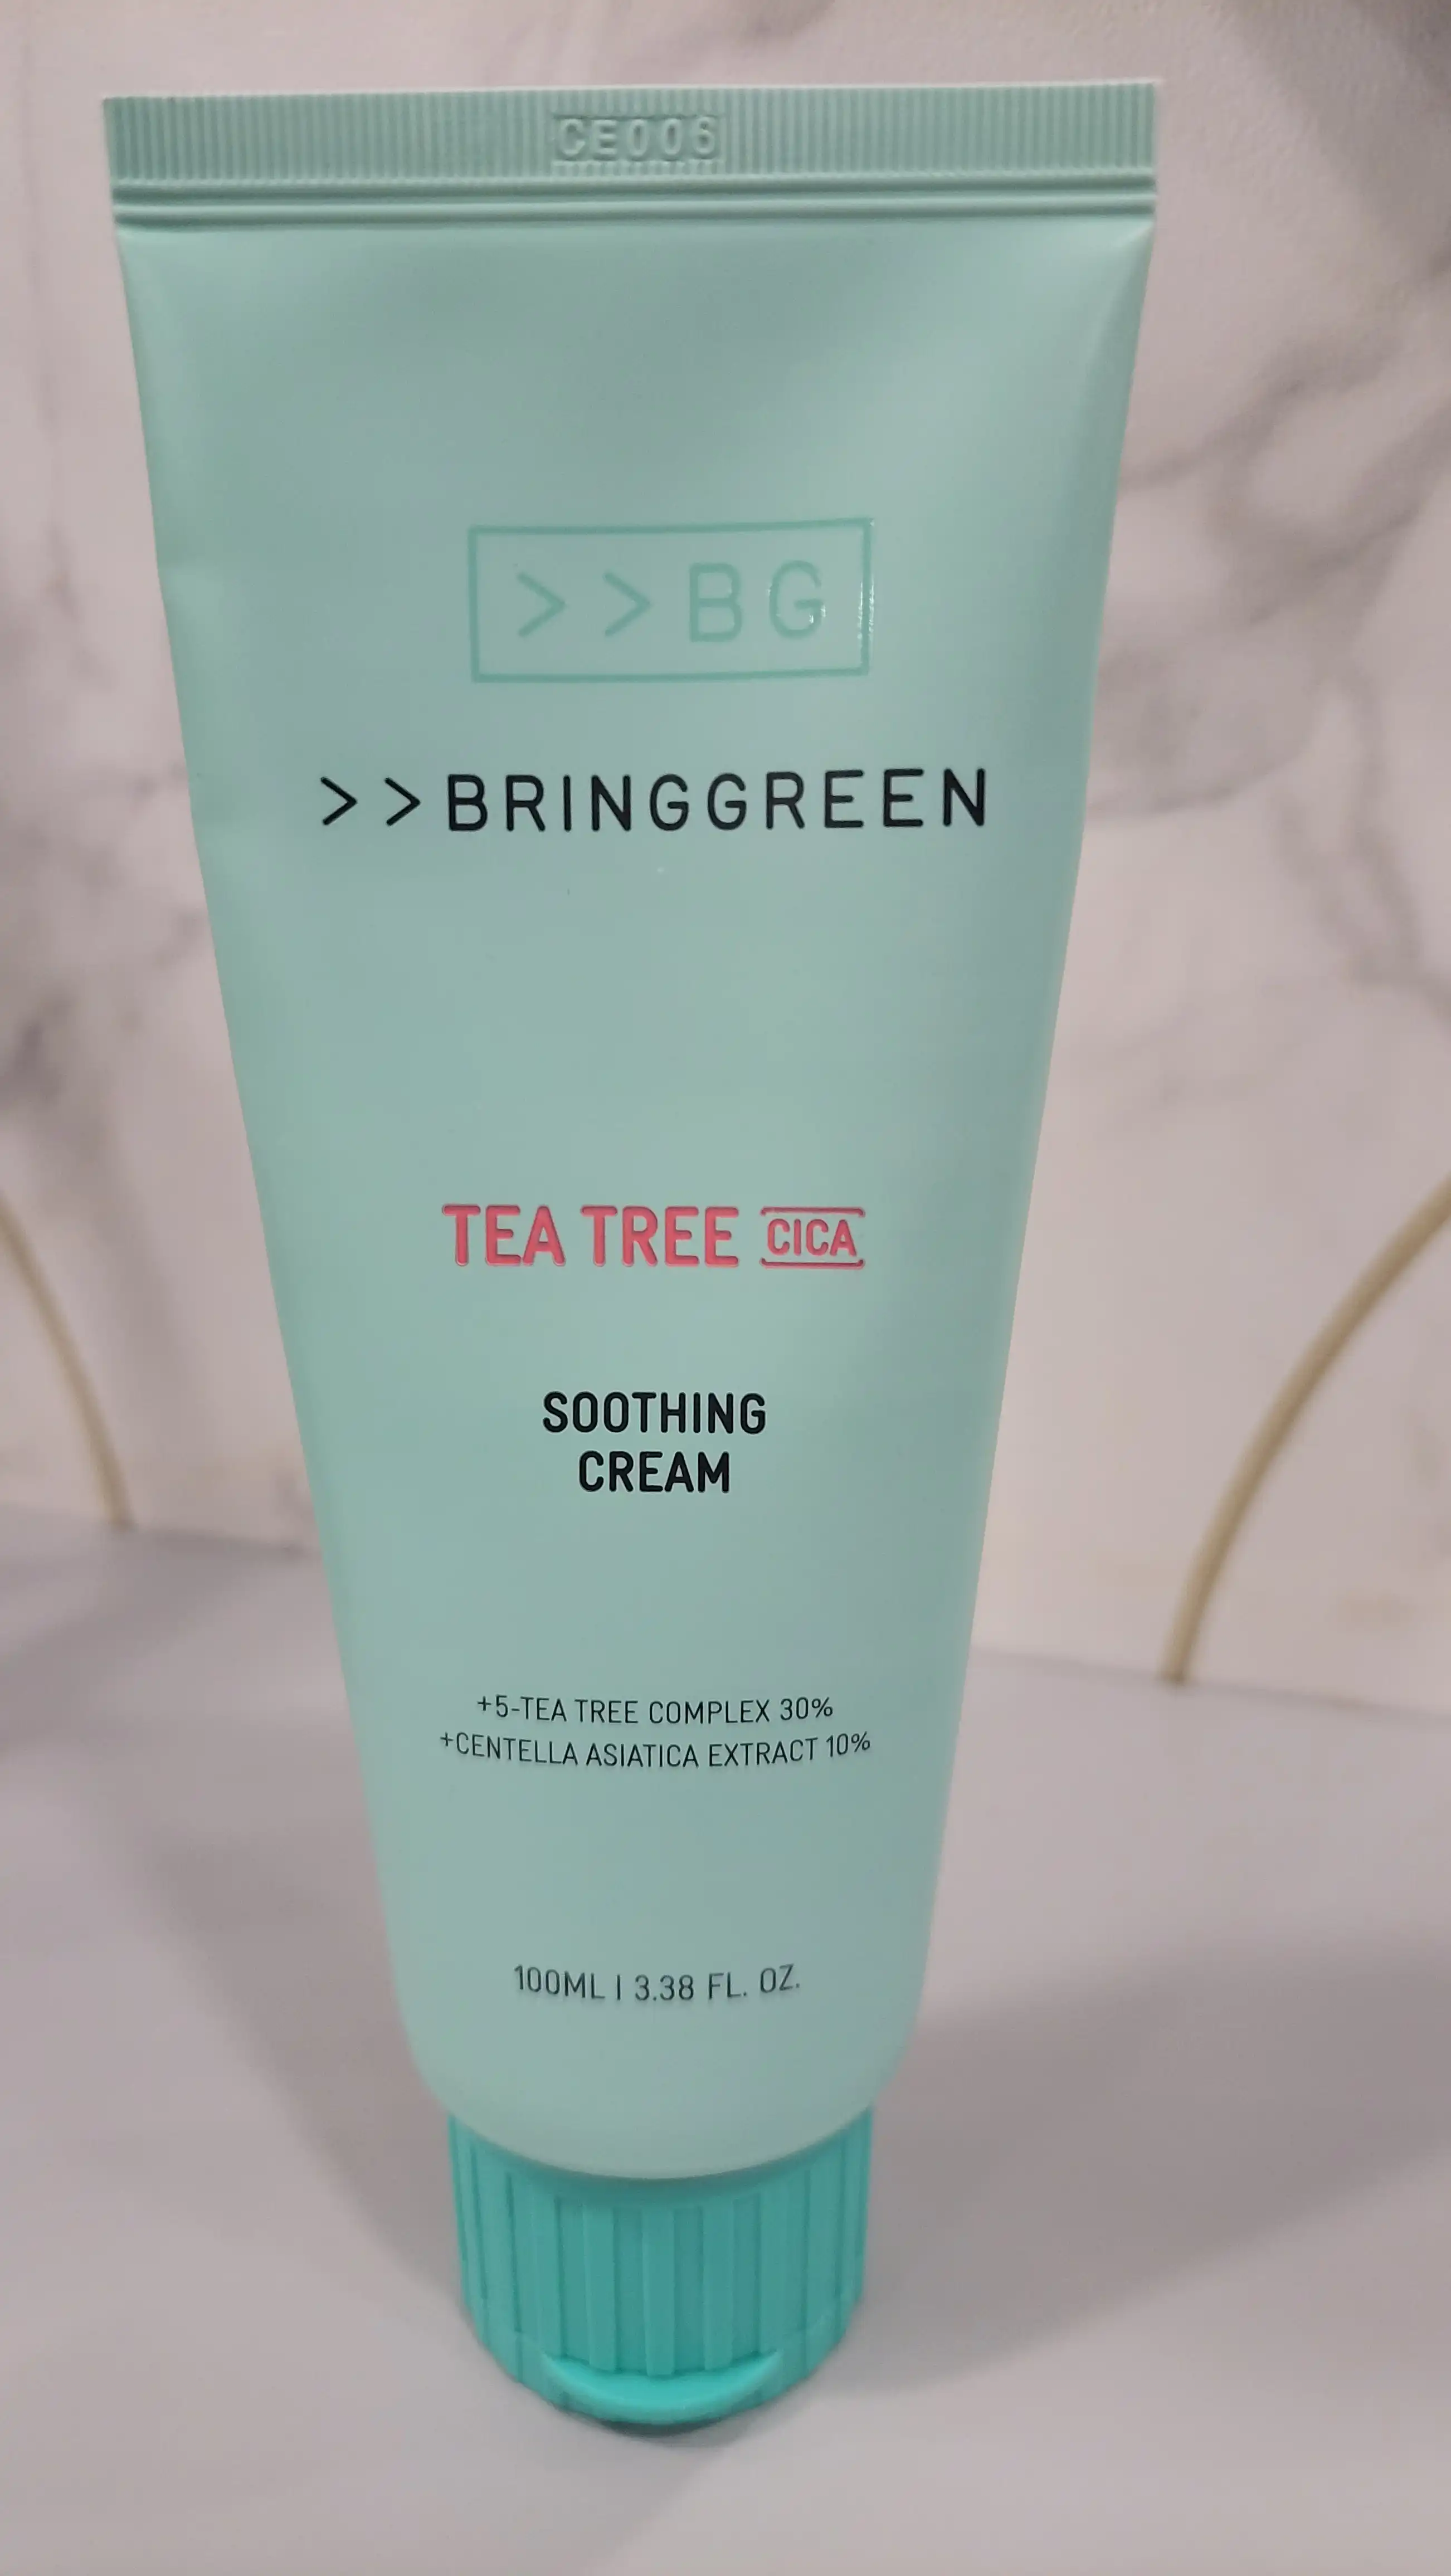 CE006
>>BG
>>BRINGGREEN
TEA TREE CICA
SOOTHING
CREAM
+5-TEA TREE COMPLEX 30%
+CENTELLA ASIATICA EXTRACT 10%
100ML | 3.38 FL. OZ.